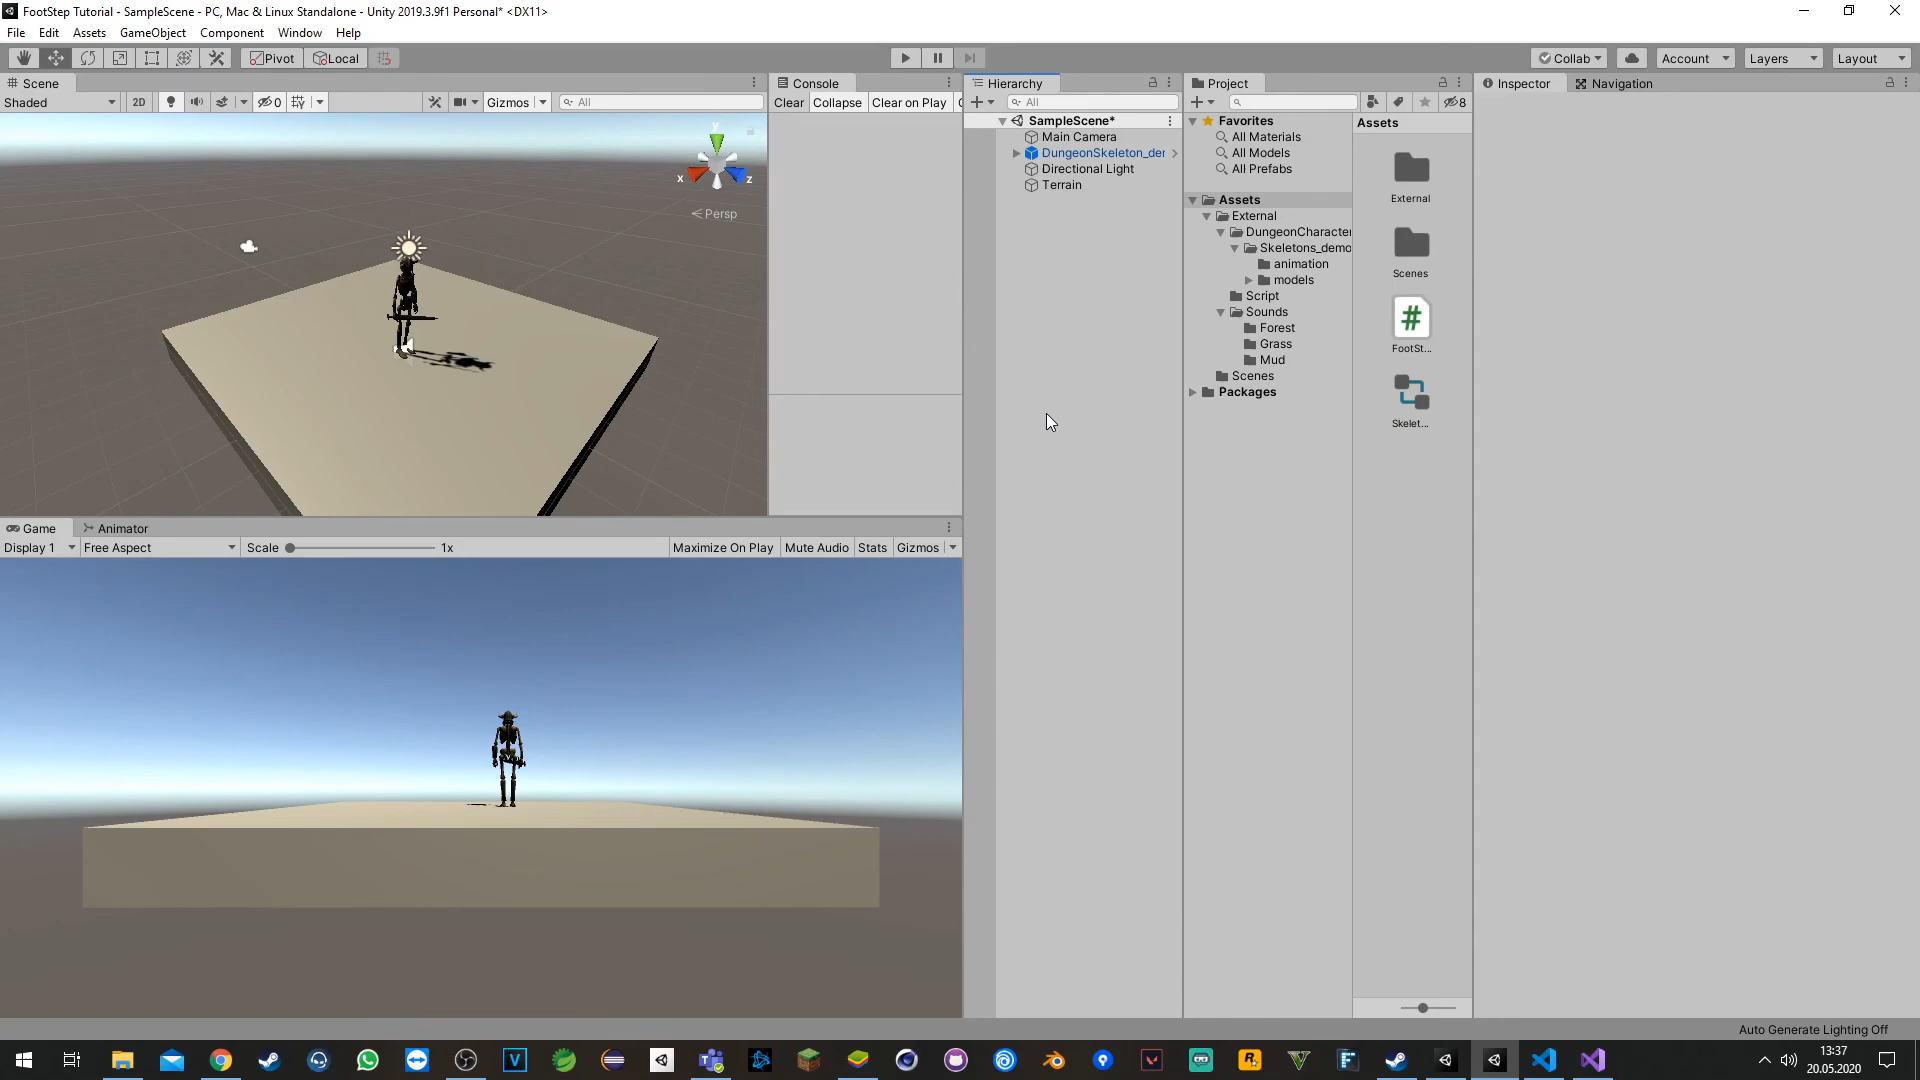 FootStep Tutorial - SampleScene - PC, Mac & Linux Standalone - Unity 2019.3.9f1 Personal* <DX11>
File Edit Assets GameObject Component Window Help
Pivot Local Collab Account Layers Layout
Scene
Console
Hierarchy
Project
Inspector
Navigation
Shaded 2D 0 Gizmos All
Clear Collapse Clear on Play
All
8
SampleScene*
Main Camera
DungeonSkeleton_der
Directional Light
Terrain
Favorites
All Materials
All Models
All Prefabs
Assets
External
DungeonCharacter
Skeletons_demo
animation
models
Script
Sounds
Forest
Grass
Mud
Scenes
Packages
Assets
External
Scenes
#
FootSt...
Skelet...
y
x
z
Persp
Game Animator
Display 1 Free Aspect Scale 1x Maximize On Play Mute Audio Stats Gizmos
Auto Generate Lighting Off
13:37
20.05.2020